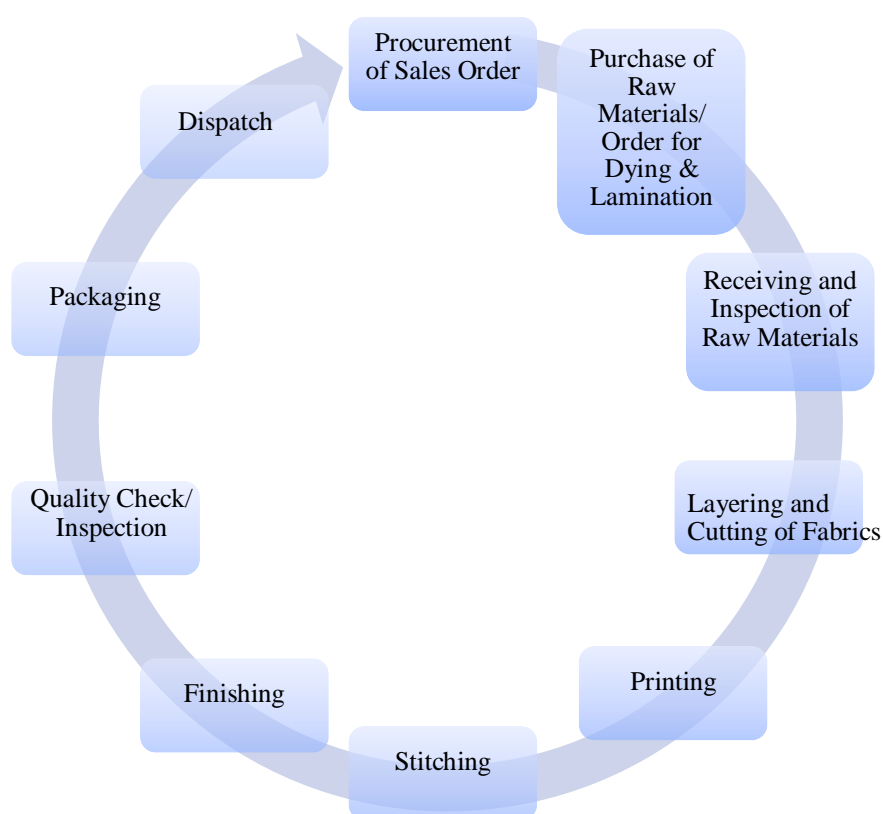 Procurement
of Sales Order
Purchase of
Raw
Materials/
Order for
Dying &
Lamination
Receiving and
Inspection of
Raw Materials
Layering and
Cutting of Fabrics
Printing
Stitching
Finishing
Quality Check/
Inspection
Packaging
Dispatch